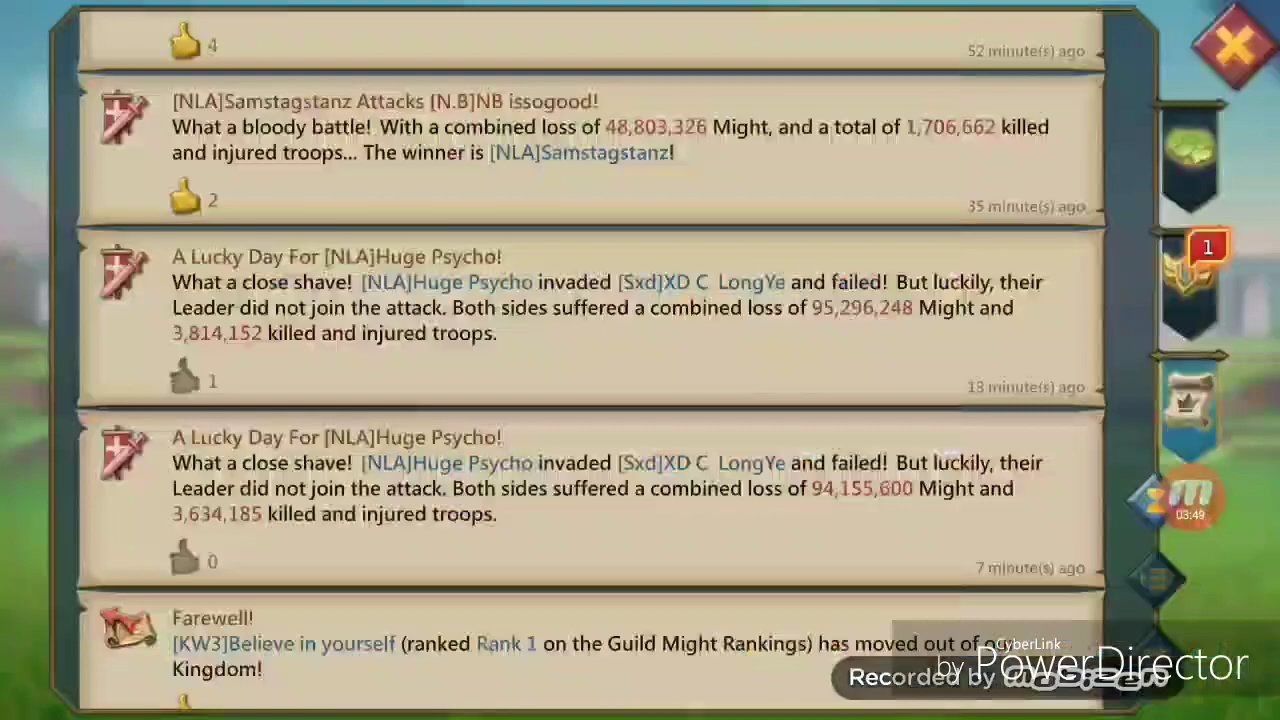 4
52 minute(s) ago
[NLA]Samstagstanz Attacks [N.B]NB issogood!
What a bloody battle! With a combined loss of 48,803,326 Might, and a total of 1,706,662 killed
and injured troops... The winner is [NLA]Samstagstanz!
2
35 minute(s) ago
1
A Lucky Day For [NLA]Huge Psycho!
What a close shave! [NLA]Huge Psycho invaded [Sxd]XD C LongYe and failed! But luckily, their
Leader did not join the attack. Both sides suffered a combined loss of 95,296,248 Might and
3,814,152 killed and injured troops.
1
13 minute(s) ago
A Lucky Day For [NLA]Huge Psycho!
What a close shave! [NLA]Huge Psycho invaded [Sxd]XD C LongYe and failed! But luckily, their
Leader did not join the attack. Both sides suffered a combined loss of 94,155,600 Might and
3,634,185 killed and injured troops.
03:49
0
7 minute(s) ago
Farewell!
[KW3]Believe in yourself (ranked Rank 1 on the Guild Might Rankings) has moved out of our
Kingdom!
CyberLink
by PowerDirector
Recorded by MOBIZEN